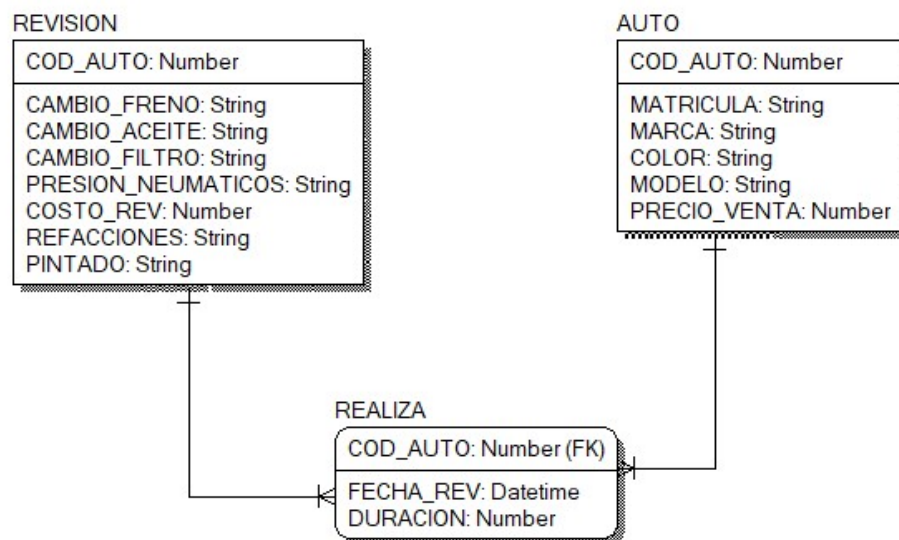 REVISION
COD_AUTO: Number
CAMBIO_FRENO: String
CAMBIO_ACEITE: String
CAMBIO_FILTRO: String
PRESION_NEUMATICOS: String
COSTO_REV: Number
REFACCIONES: String
PINTADO: String
AUTO
COD_AUTO: Number
MATRICULA: String
MARCA: String
COLOR: String
MODELO: String
PRECIO_VENTA: Number
REALIZA
COD_AUTO: Number (FK)
FECHA_REV: Datetime
DURACION: Number